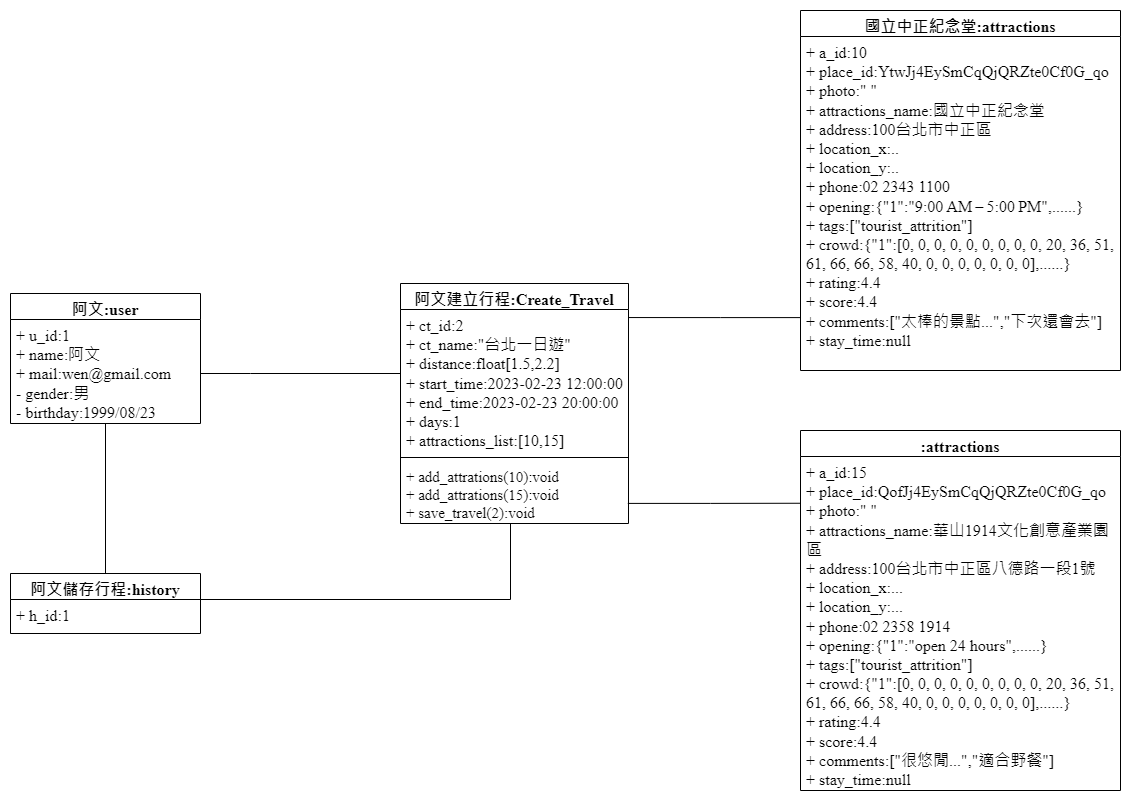 國立中正紀念堂:attractions
+ a_id:10
+ place_id:YtwJj4EySmCqQjQRZte0Cf0G_qo
+ photo:" "
+ attractions_name:國立中正紀念堂
+ address:100台北市中正區
+ location_x:..
+ location_y:..
+ phone:02 2343 1100
+ opening:{"1":"9:00 AM – 5:00 PM",......}
+ tags:["tourist_attrition"]
+ crowd:{"1":[0, 0, 0, 0, 0, 0, 0, 0, 0, 20, 36, 51,
61, 66, 66, 58, 40, 0, 0, 0, 0, 0, 0, 0],......}
+ rating:4.4
+ score:4.4
+ comments:["太棒的景點...","下次還會去"]
+ stay_time:null
阿文:user
+ u_id:1
+ name:阿文
+ mail:wen@gmail.com
- gender:男
- birthday:1999/08/23
阿文建立行程:Create_Travel
+ ct_id:2
+ ct_name:"台北一日遊"
+ distance:float[1.5,2.2]
+ start_time:2023-02-23 12:00:00
+ end_time:2023-02-23 20:00:00
+ days:1
+ attractions_list:[10,15]
+ add_attrations(10):void
+ add_attrations(15):void
+ save_travel(2):void
:attractions
+ a_id:15
+ place_id:QofJj4EySmCqQjQRZte0Cf0G_qo
+ photo:" "
+ attractions_name:華山1914文化創意產業園
區
+ address:100台北市中正區八德路一段1號
+ location_x:...
+ location_y:...
+ phone:02 2358 1914
+ opening:{"1":"open 24 hours",......}
+ tags:["tourist_attrition"]
+ crowd:{"1":[0, 0, 0, 0, 0, 0, 0, 0, 0, 20, 36, 51,
61, 66, 66, 58, 40, 0, 0, 0, 0, 0, 0, 0],......}
+ rating:4.4
+ score:4.4
+ comments:["很悠閒...","適合野餐"]
+ stay_time:null
阿文儲存行程:history
+ h_id:1